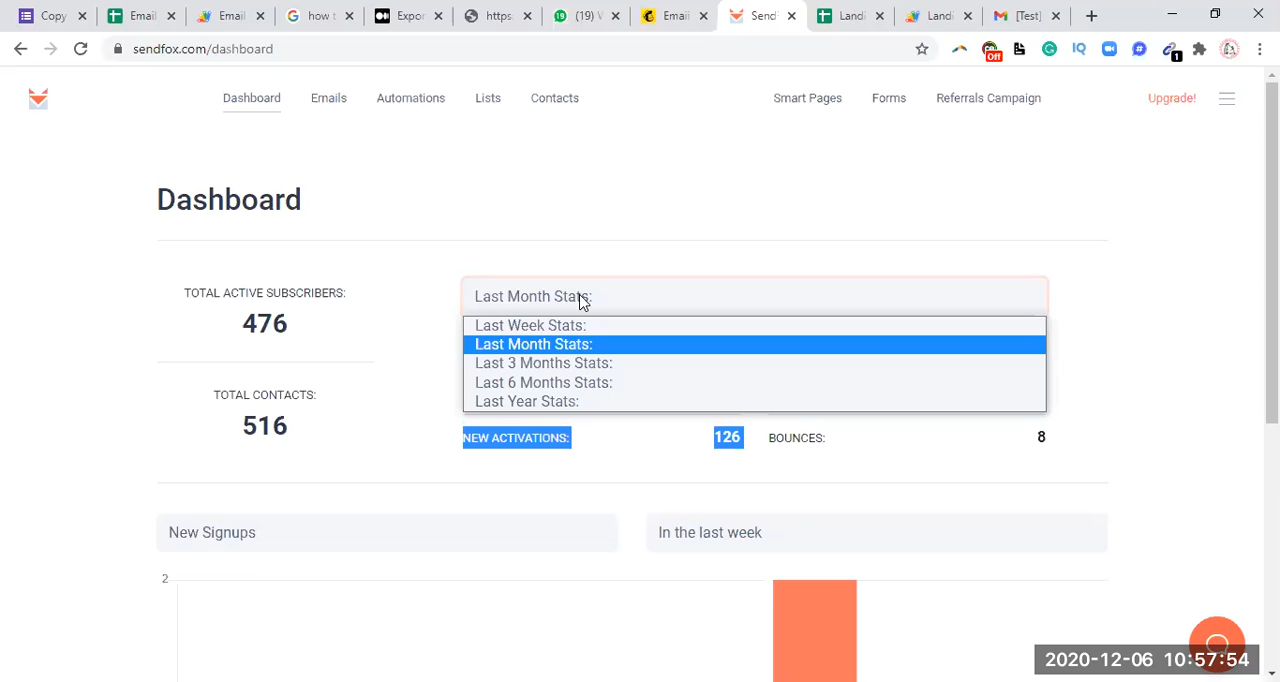 Copy
Email
Email
how t
Expor
https:
(19) V
Email
Send
Landi
Landi
[Test]
sendfox.com/dashboard
Off
1
Dashboard
Emails
Automations
Lists
Contacts
Smart Pages
Forms
Referrals Campaign
Upgrade!
Dashboard
TOTAL ACTIVE SUBSCRIBERS:
476
TOTAL CONTACTS:
516
Last Month Stats:
Last Week Stats:
Last Month Stats:
Last 3 Months Stats:
Last 6 Months Stats:
Last Year Stats:
NEW ACTIVATIONS: 126
BOUNCES: 8
New Signups
In the last week
2
2020-12-06 10:57:54